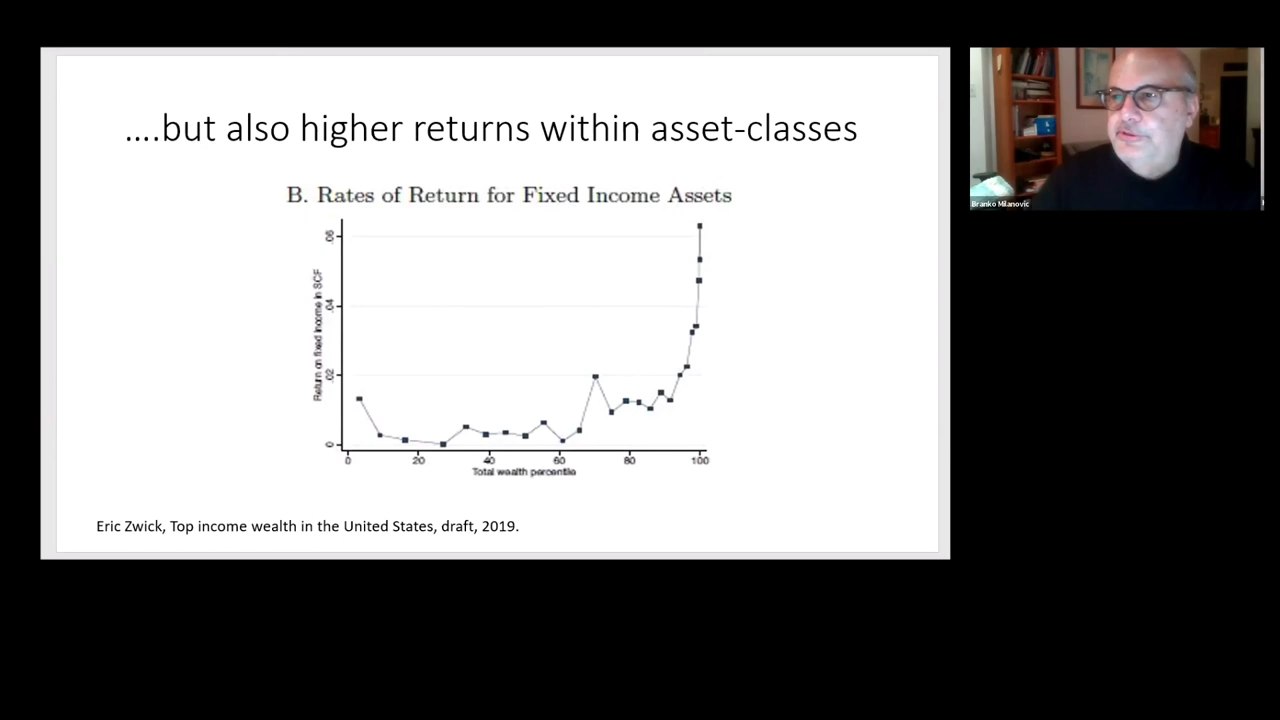 ….but also higher returns within asset-classes
B. Rates of Return for Fixed Income Assets
Return on fixed income in SCF
.06
.04
.02
0
0 20 40 60 80 100
Total wealth percentile
Eric Zwick, Top income wealth in the United States, draft, 2019.
Branko Milanovic